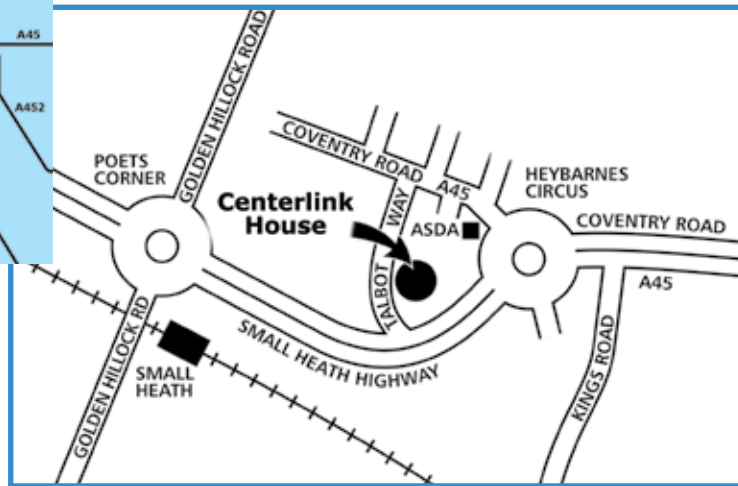 A45
A452
GOLDEN HILLOCK ROAD
POETS
CORNER
COVENTRY ROAD
A45
HEYBARNES
CIRCUS
Centerlink
House
WAY
ASDA
COVENTRY ROAD
A45
TALBOT
SMALL HEATH HIGHWAY
SMALL
HEATH
GOLDEN HILLOCK RD
KINGS ROAD